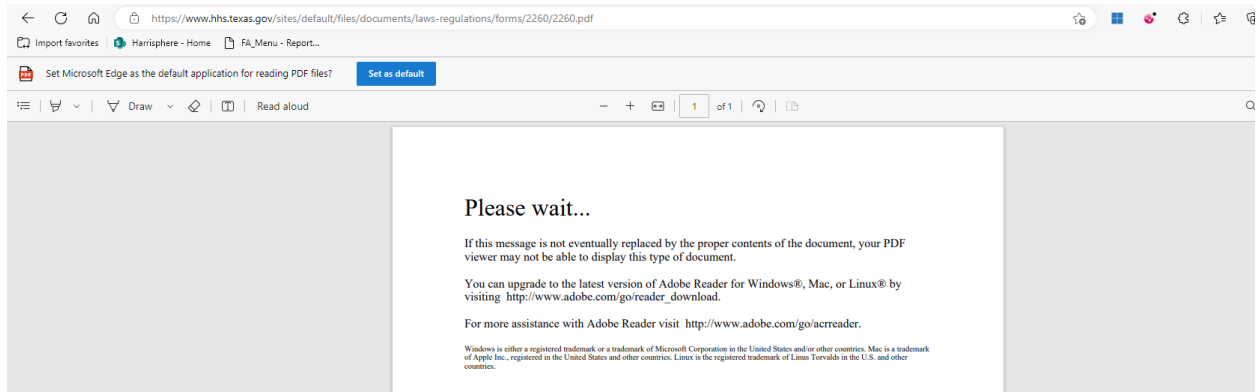 https://www.hhs.texas.gov/sites/default/files/documents/laws-regulations/forms/2260/2260.pdf
Import favorites Harrisphere - Home FA_Menu - Report...
Set Microsoft Edge as the default application for reading PDF files? Set as default
Draw Read aloud 1 of 1
Please wait...
If this message is not eventually replaced by the proper contents of the document, your PDF
viewer may not be able to display this type of document.
You can upgrade to the latest version of Adobe Reader for Windows®, Mac, or Linux® by
visiting http://www.adobe.com/go/reader_download.
For more assistance with Adobe Reader visit http://www.adobe.com/go/acrreader.
Windows is either a registered trademark or a trademark of Microsoft Corporation in the United States and/or other countries. Mac is a trademark
of Apple Inc., registered in the United States and other countries. Linux is the registered trademark of Linus Torvalds in the U.S. and other
countries.